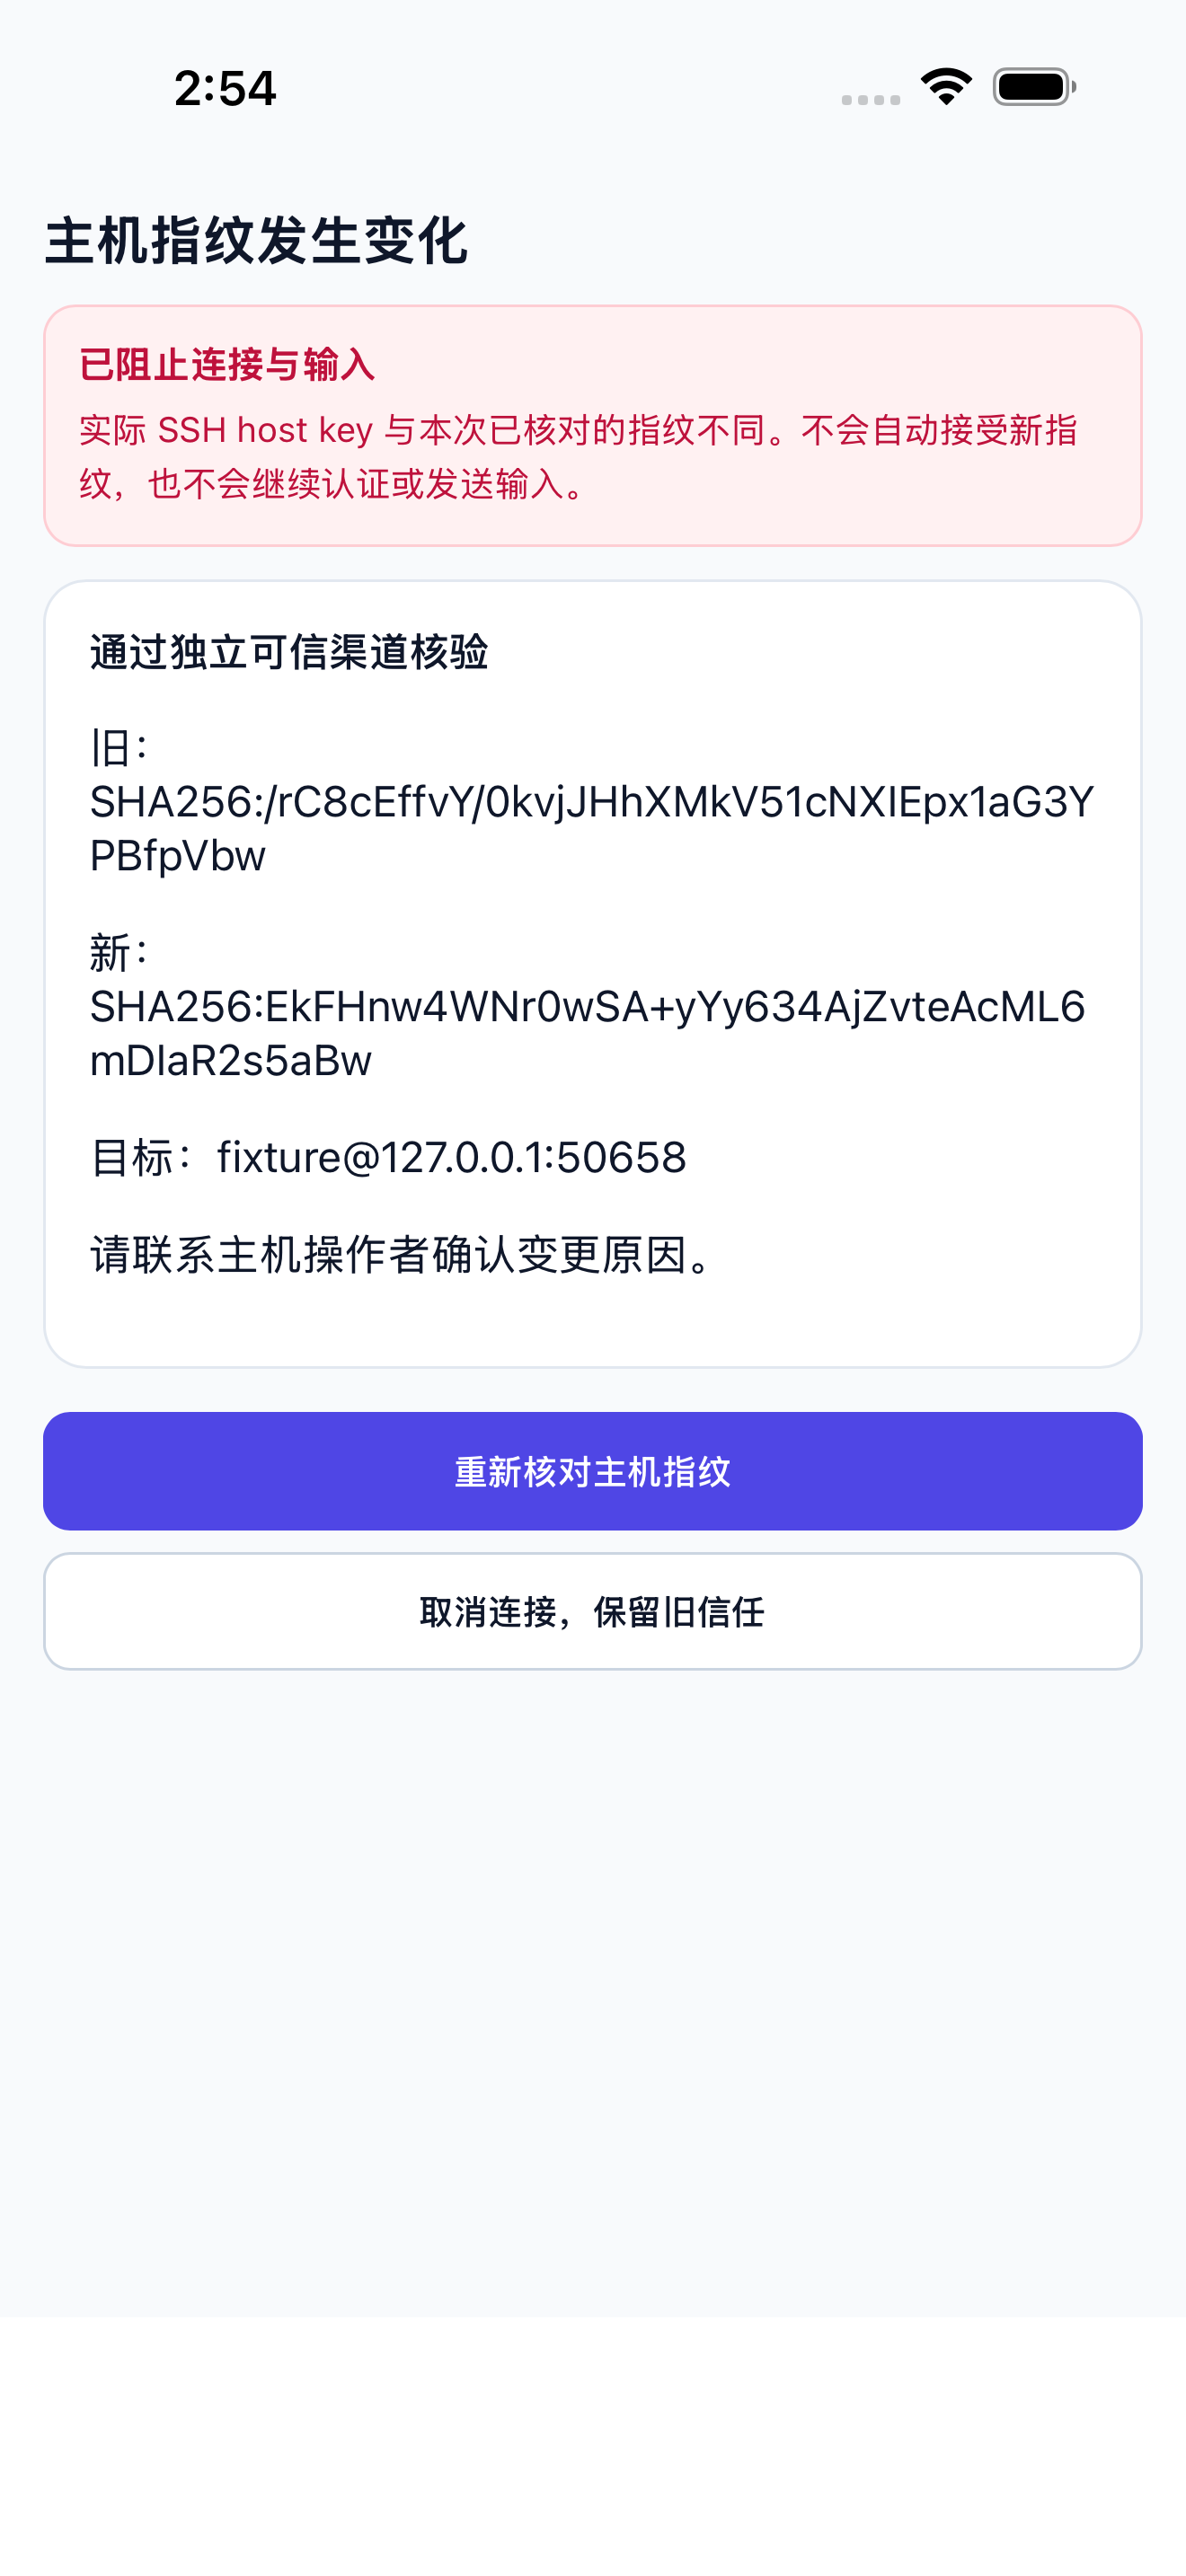 2:54
主机指纹发生变化
已阻止连接与输入
实际 SSH host key 与本次已核对的指纹不同。不会自动接受新指
纹，也不会继续认证或发送输入。
通过独立可信渠道核验
旧：
SHA256:/rC8cEffvY/0kvjJHhXMkV51cNXIEpx1aG3Y
PBfpVbw
新：
SHA256:EkFHnw4WNr0wSA+yYy634AjZvteAcML6
mDIaR2s5aBw
目标：fixture@127.0.0.1:50658
请联系主机操作者确认变更原因。
重新核对主机指纹
取消连接，保留旧信任